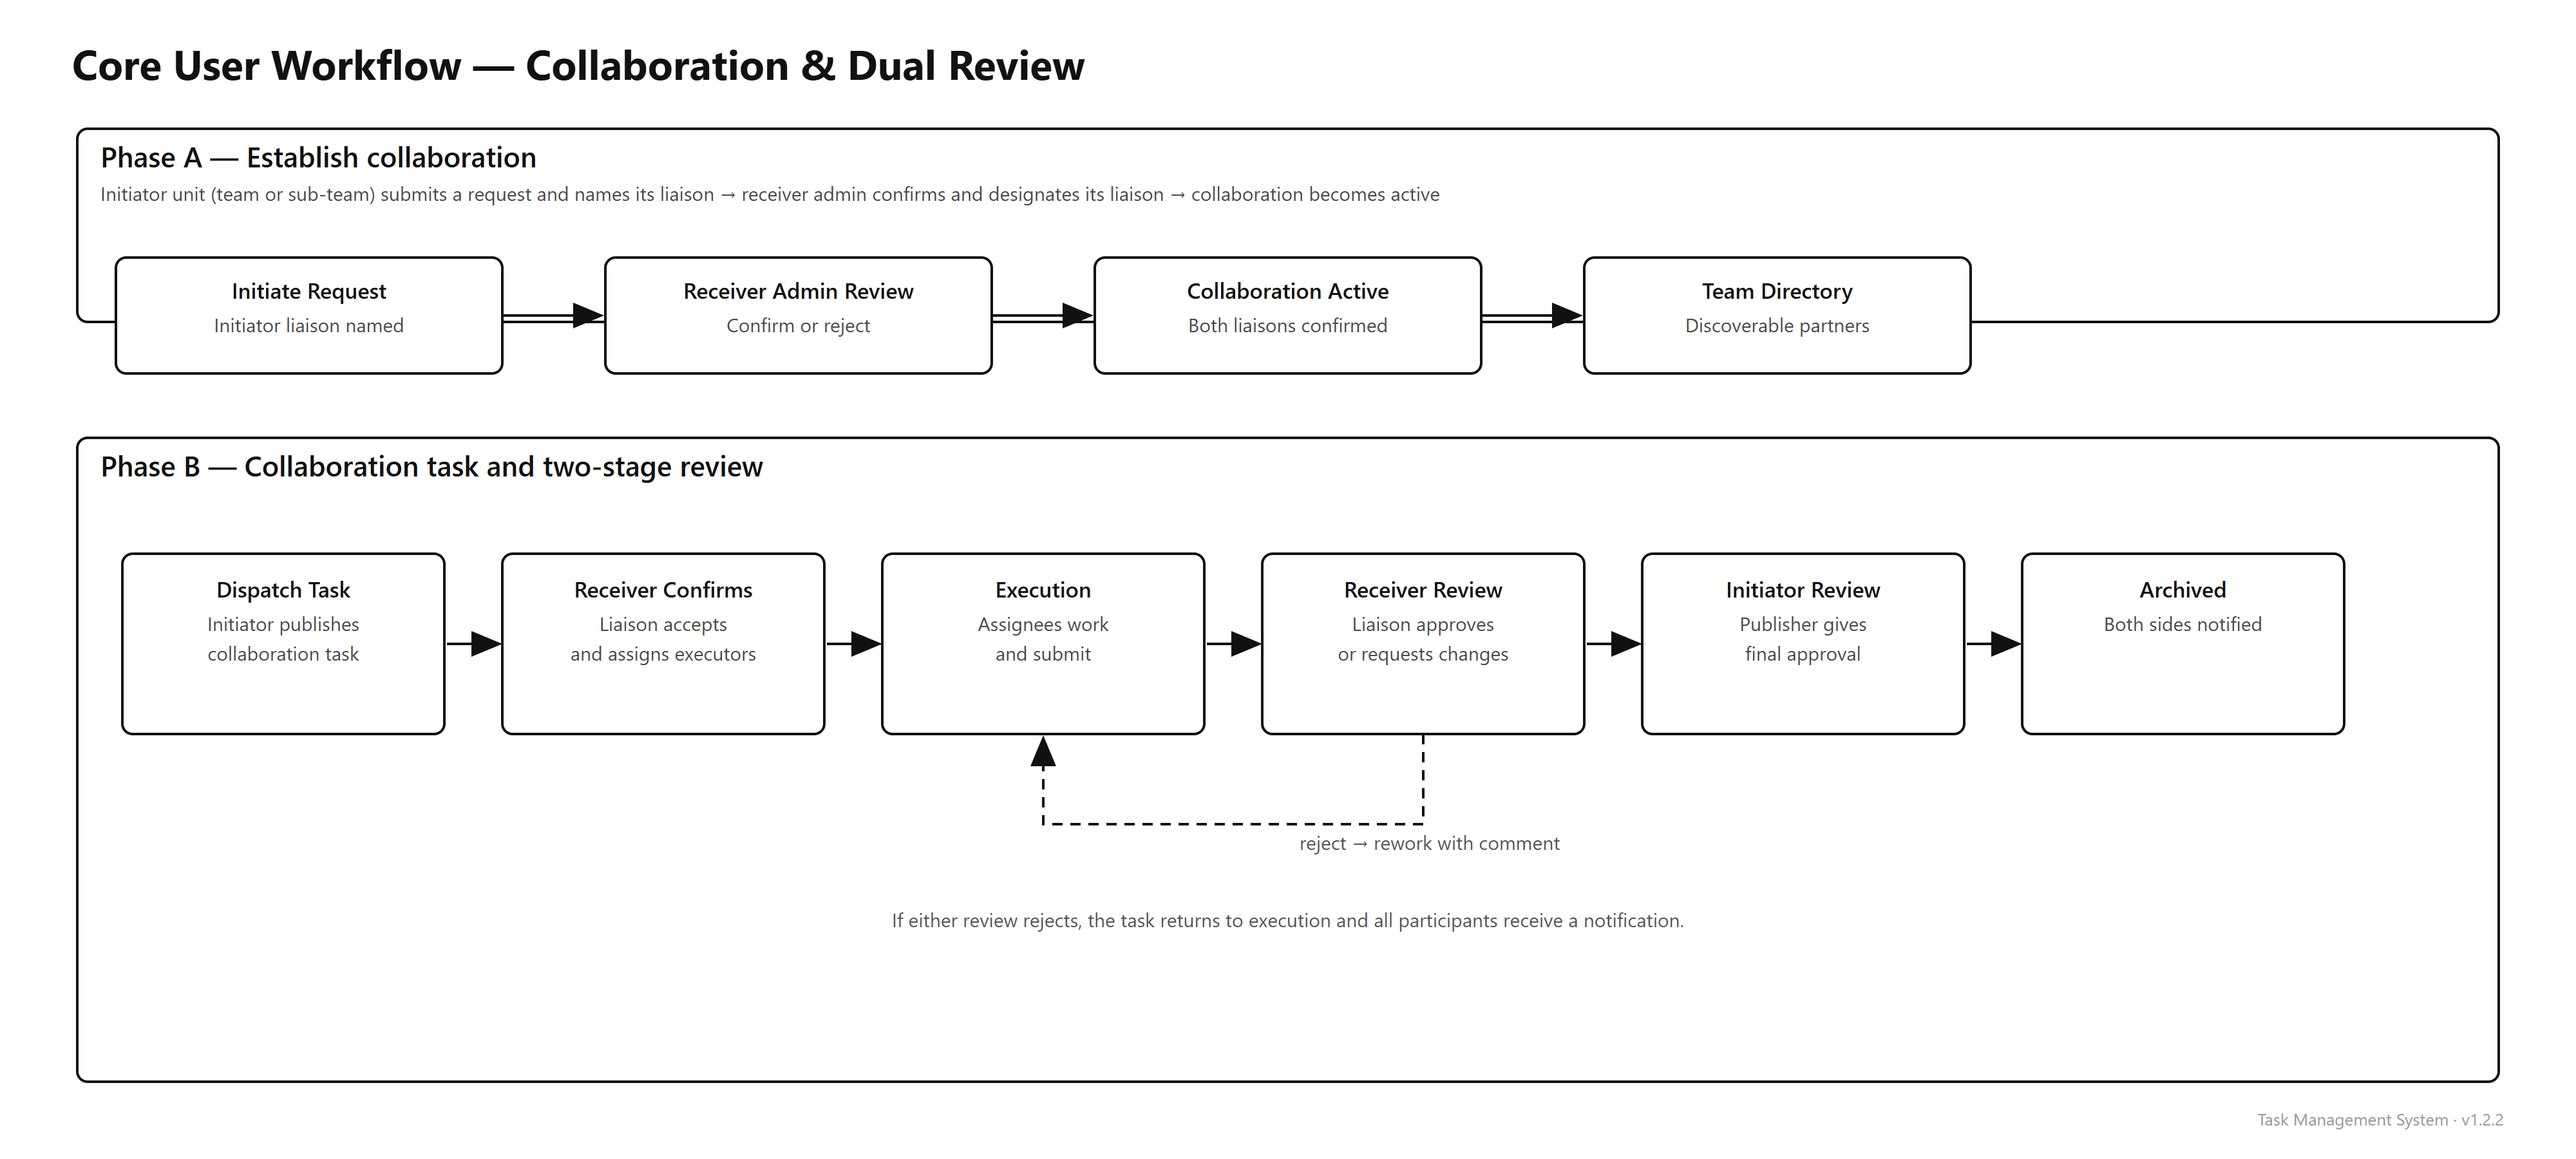 Core User Workflow — Collaboration & Dual Review
Phase A — Establish collaboration
Initiator unit (team or sub-team) submits a request and names its liaison → receiver admin confirms and designates its liaison → collaboration becomes active
Initiate Request
Initiator liaison named
Receiver Admin Review
Confirm or reject
Collaboration Active
Both liaisons confirmed
Team Directory
Discoverable partners
Phase B — Collaboration task and two-stage review
Dispatch Task
Initiator publishes
collaboration task
Receiver Confirms
Liaison accepts
and assigns executors
Execution
Assignees work
and submit
Receiver Review
Liaison approves
or requests changes
Initiator Review
Publisher gives
final approval
Archived
Both sides notified
reject → rework with comment
If either review rejects, the task returns to execution and all participants receive a notification.
Task Management System · v1.2.2